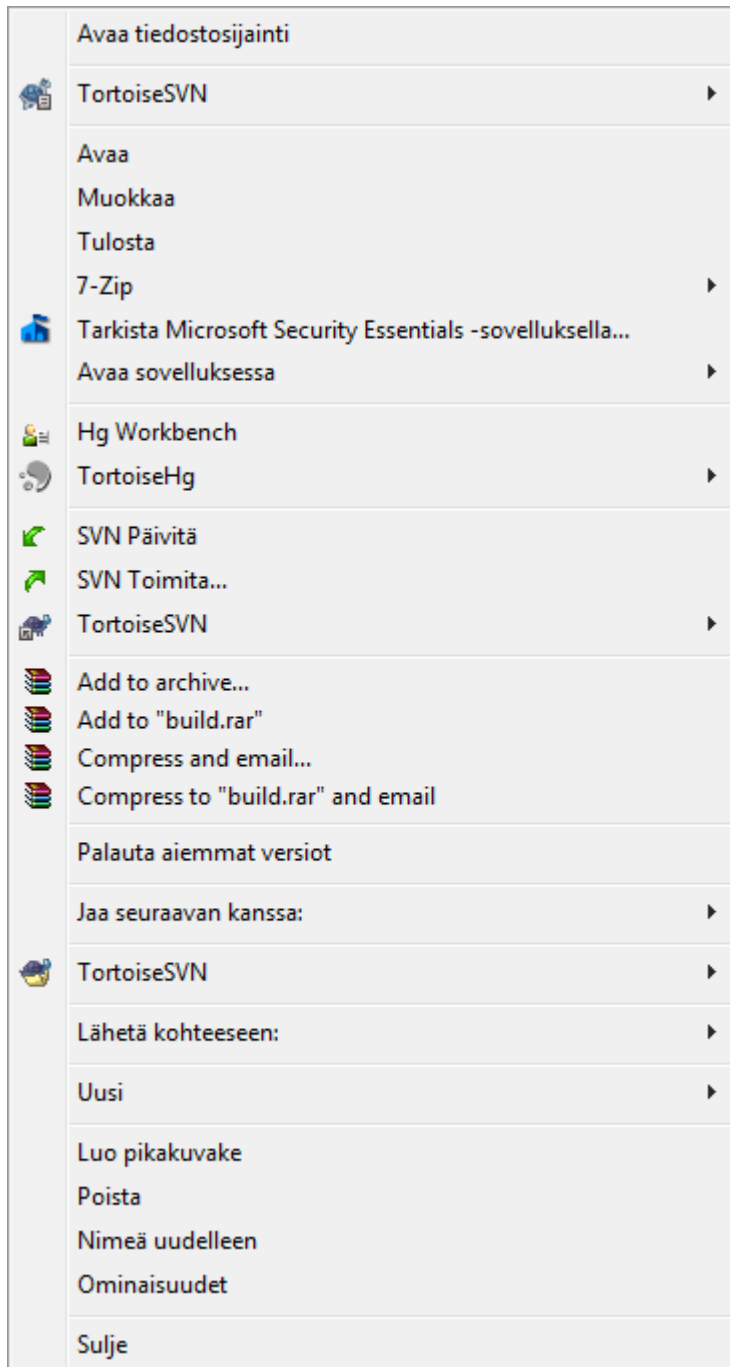 Avaa tiedostosijainti
TortoiseSVN
Avaa
Muokkaa
Tulosta
7-Zip
Tarkista Microsoft Security Essentials -sovelluksella...
Avaa sovelluksessa
Hg Workbench
TortoiseHg
SVN Päivitä
SVN Toimita...
TortoiseSVN
Add to archive...
Add to "build.rar"
Compress and email...
Compress to "build.rar" and email
Palauta aiemmat versiot
Jaa seuraavan kanssa:
TortoiseSVN
Lähetä kohteeseen:
Uusi
Luo pikakuvake
Poista
Nimeä uudelleen
Ominaisuudet
Sulje